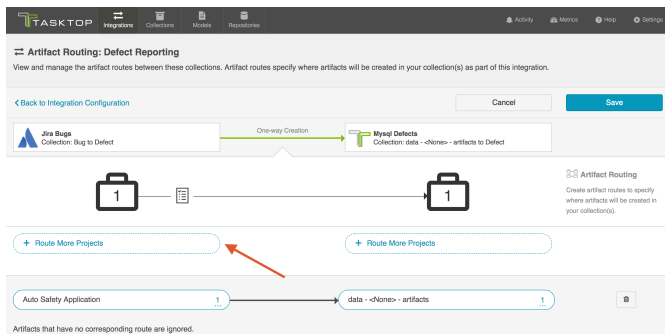 TASKTOP
Integrations
Collections
Models
Repositories
Activity
Metrics
Help
Settings
Artifact Routing: Defect Reporting
View and manage the artifact routes between these collections. Artifact routes specify where artifacts will be created in your collection(s) as part of this integration.
Back to Integration Configuration
Cancel
Save
Jira Bugs
Collection: Bug to Defect
One-way Creation
Mysql Defects
Collection: data - <None> - artifacts to Defect
1
1
Artifact Routing
Create artifact routes to specify
where artifacts will be created in
your collection(s).
+ Route More Projects
+ Route More Projects
Auto Safety Application 1
data - <None> - artifacts 1
Artifacts that have no corresponding route are ignored.